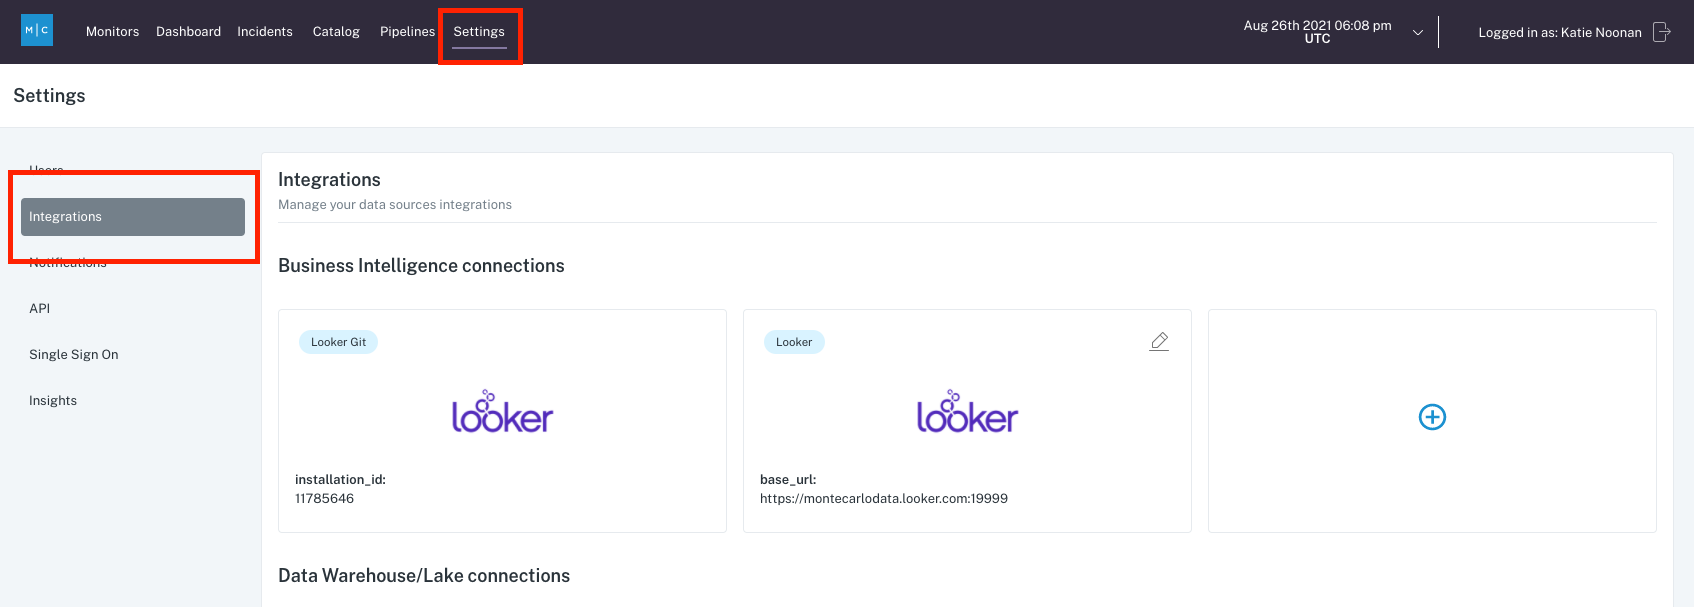 M|C
Monitors Dashboard Incidents Catalog Pipelines Settings
Aug 26th 2021 06:08 pm
UTC
Logged in as: Katie Noonan
Settings
Users
Integrations
Notifications
API
Single Sign On
Insights
Integrations
Manage your data sources integrations
Business Intelligence connections
Looker Git
looker
installation_id:
11785646
Looker
looker
base_url:
https://montecarlodata.looker.com:19999
Data Warehouse/Lake connections